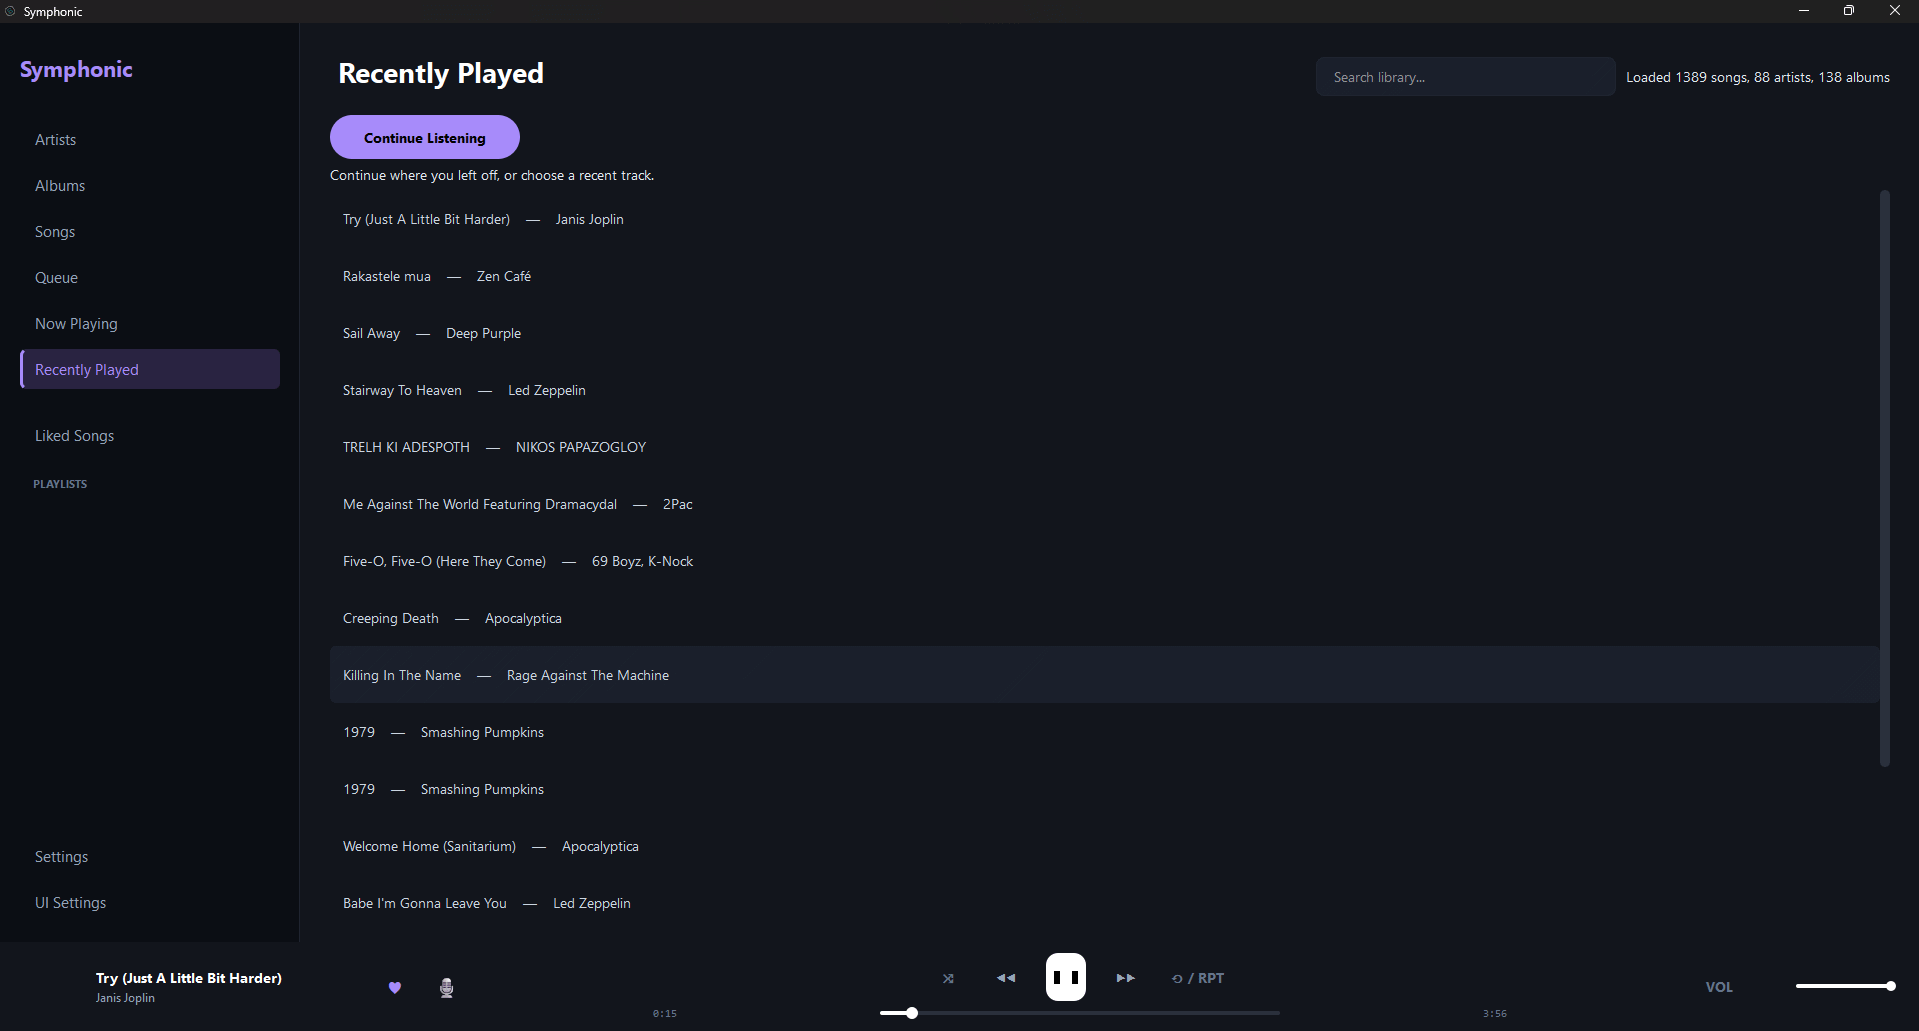 Symphonic
Symphonic
Artists
Albums
Songs
Queue
Now Playing
Recently Played
Liked Songs
PLAYLISTS
Settings
UI Settings
Recently Played
Search library...
Loaded 1389 songs, 88 artists, 138 albums
Continue Listening
Continue where you left off, or choose a recent track.
Try (Just A Little Bit Harder) — Janis Joplin
Rakastele mua — Zen Café
Sail Away — Deep Purple
Stairway To Heaven — Led Zeppelin
TRELH KI ADESPOTH — NIKOS PAPAZOGLOY
Me Against The World Featuring Dramacydal — 2Pac
Five-O, Five-O (Here They Come) — 69 Boyz, K-Nock
Creeping Death — Apocalyptica
Killing In The Name — Rage Against The Machine
1979 — Smashing Pumpkins
1979 — Smashing Pumpkins
Welcome Home (Sanitarium) — Apocalyptica
Babe I'm Gonna Leave You — Led Zeppelin
Try (Just A Little Bit Harder)
Janis Joplin
/ RPT
VOL
0:15
3:56